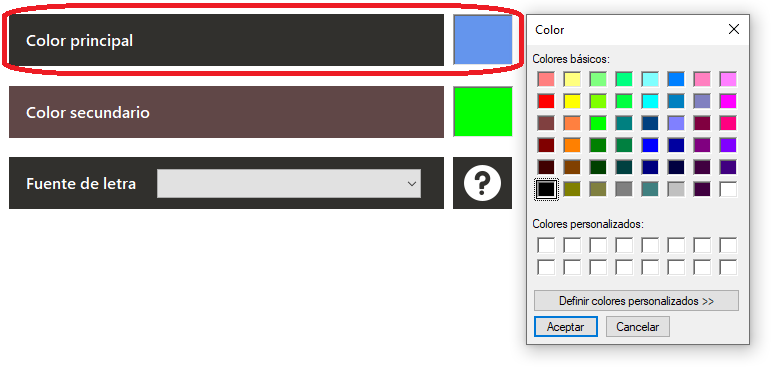 Color principal
Color secundario
Fuente de letra
?
Color
Colores básicos:
Colores personalizados:
Definir colores personalizados >>
Aceptar
Cancelar